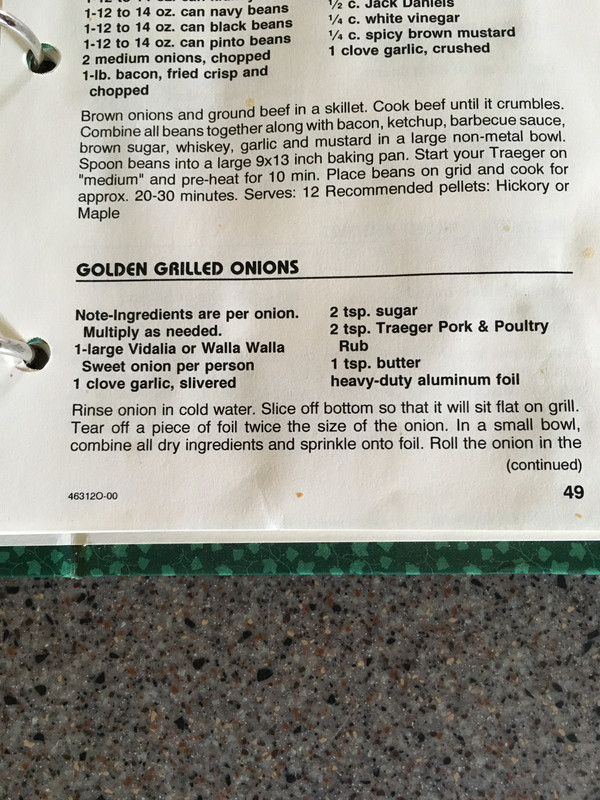 1-12 to 14 oz. can navy beans
1-12 to 14 oz. can black beans
1-12 to 14 oz. can pinto beans
2 medium onions, chopped
1-lb. bacon, fried crisp and
chopped
½ c. Jack Daniels
¼ c. white vinegar
¼ c. spicy brown mustard
1 clove garlic, crushed
Brown onions and ground beef in a skillet. Cook beef until it crumbles.
Combine all beans together along with bacon, ketchup, barbecue sauce,
brown sugar, whiskey, garlic and mustard in a large non-metal bowl.
Spoon beans into a large 9x13 inch baking pan. Start your Traeger on
"medium" and pre-heat for 10 min. Place beans on grid and cook for
approx. 20-30 minutes. Serves: 12 Recommended pellets: Hickory or
Maple
GOLDEN GRILLED ONIONS
Note-Ingredients are per onion.
Multiply as needed.
1-large Vidalia or Walla Walla
Sweet onion per person
1 clove garlic, slivered
2 tsp. sugar
2 tsp. Traeger Pork & Poultry
Rub
1 tsp. butter
heavy-duty aluminum foil
Rinse onion in cold water. Slice off bottom so that it will sit flat on grill.
Tear off a piece of foil twice the size of the onion. In a small bowl,
combine all dry ingredients and sprinkle onto foil. Roll the onion in the
(continued)
46312O-00
49